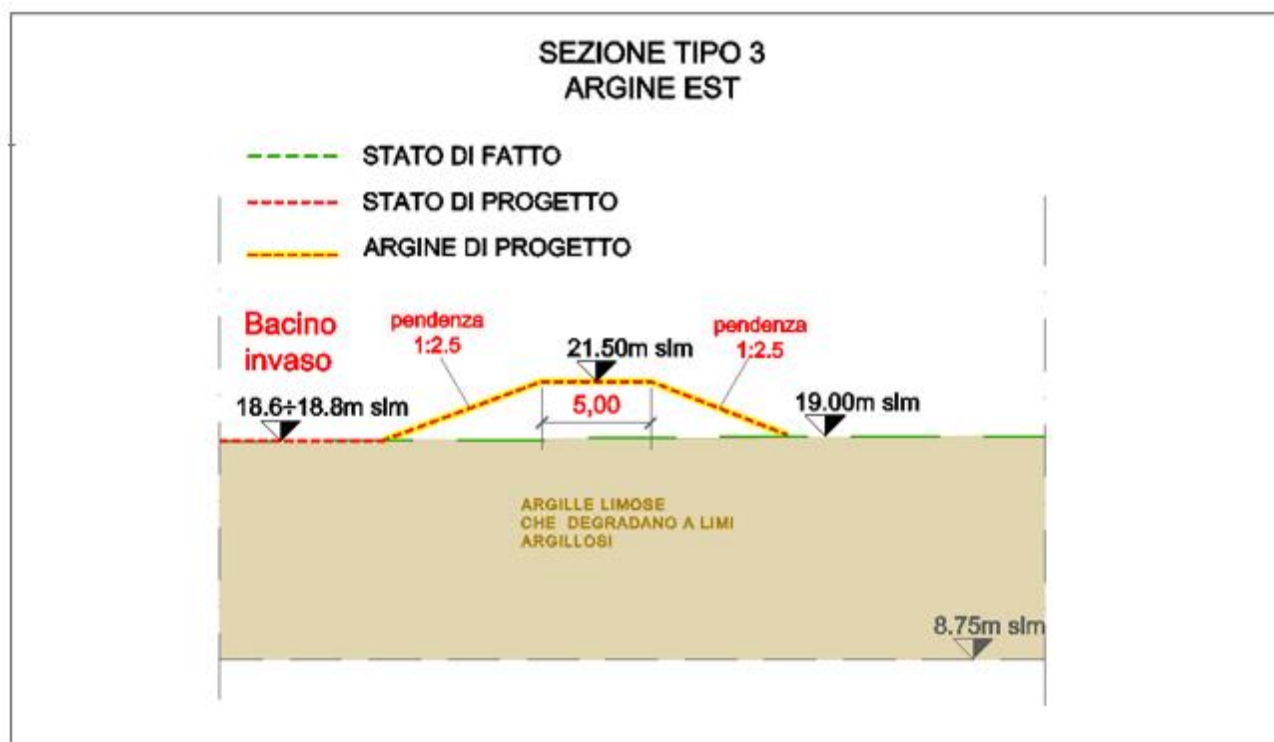 SEZIONE TIPO 3
ARGINE EST
STATO DI FATTO
STATO DI PROGETTO
ARGINE DI PROGETTO
Bacino
invaso
pendenza
1:2.5
21.50m slm
pendenza
1:2.5
18.6÷18.8m slm
5,00
19.00m slm
ARGILLE LIMOSE
CHE DEGRADANO A LIMI
ARGILLOSI
8.75m slm